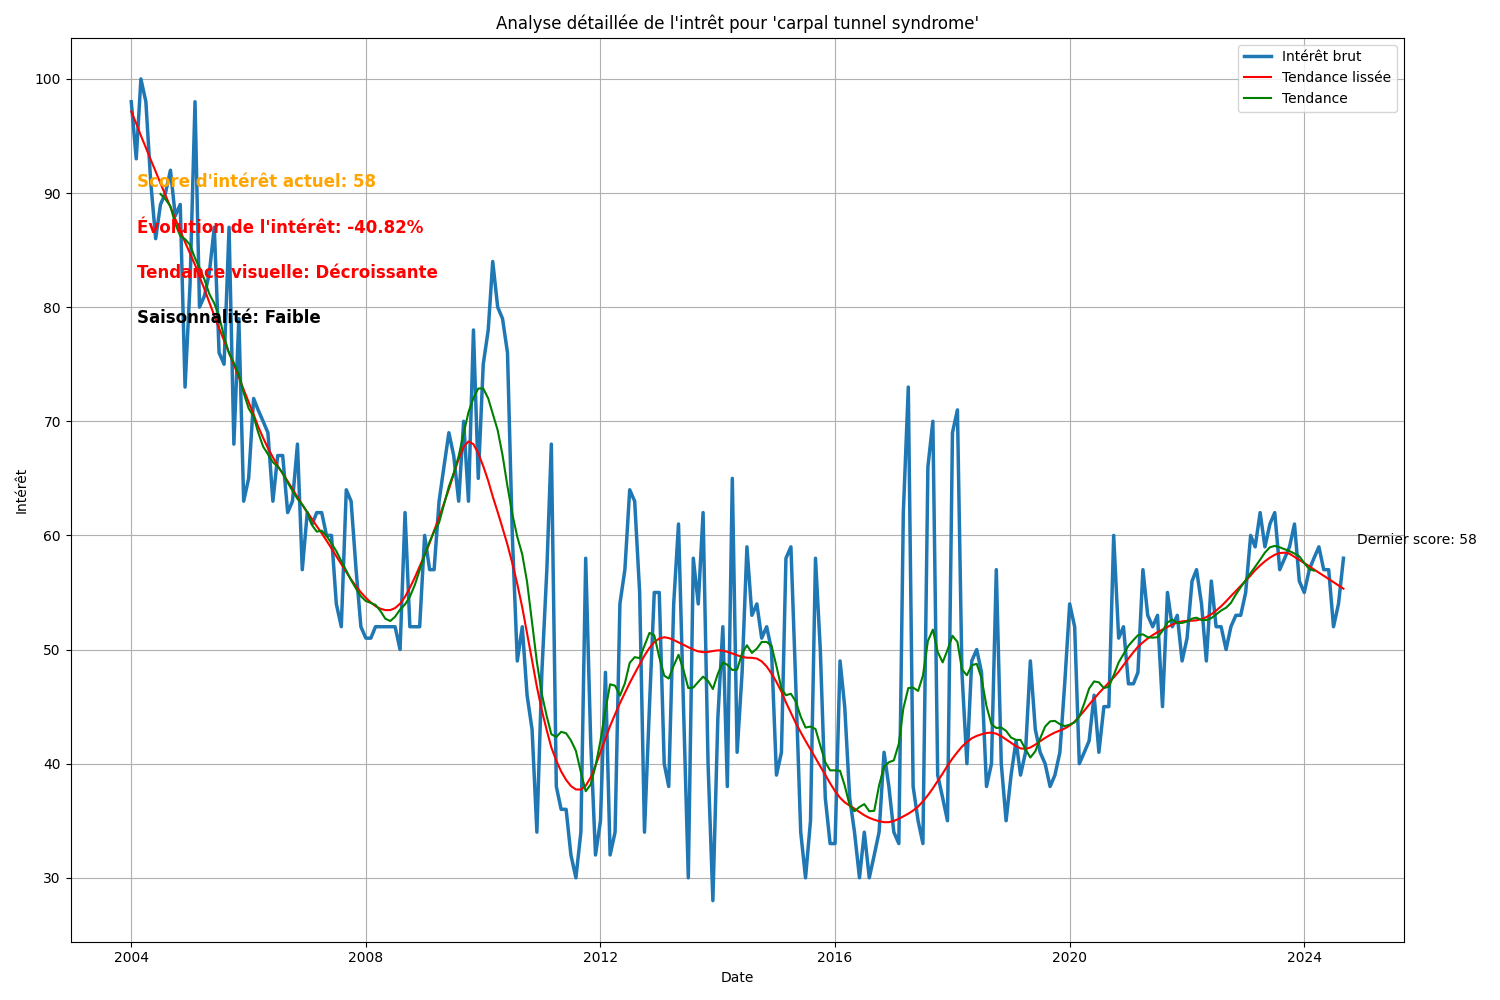 Analyse détaillée de l'intrêt pour 'carpal tunnel syndrome'
Intérêt brut
Tendance lissée
Tendance
Score d'intérêt actuel: 58
Évolution de l'intérêt: -40.82%
Tendance visuelle: Décroissante
Saisonnalité: Faible
Dernier score: 58
Intérêt
100
90
80
70
60
50
40
30
2004
2008
2012
2016
2020
2024
Date